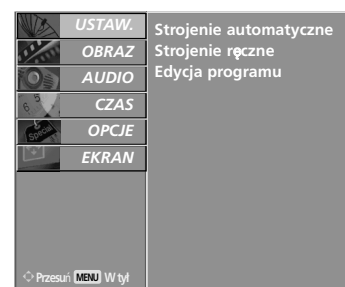 USTAW.
OBRAZ
AUDIO
CZAS
OPCJE
EKRAN
Strojenie automatyczne
Strojenie ręczne
Edycja programu
Przesuń MENU W tył